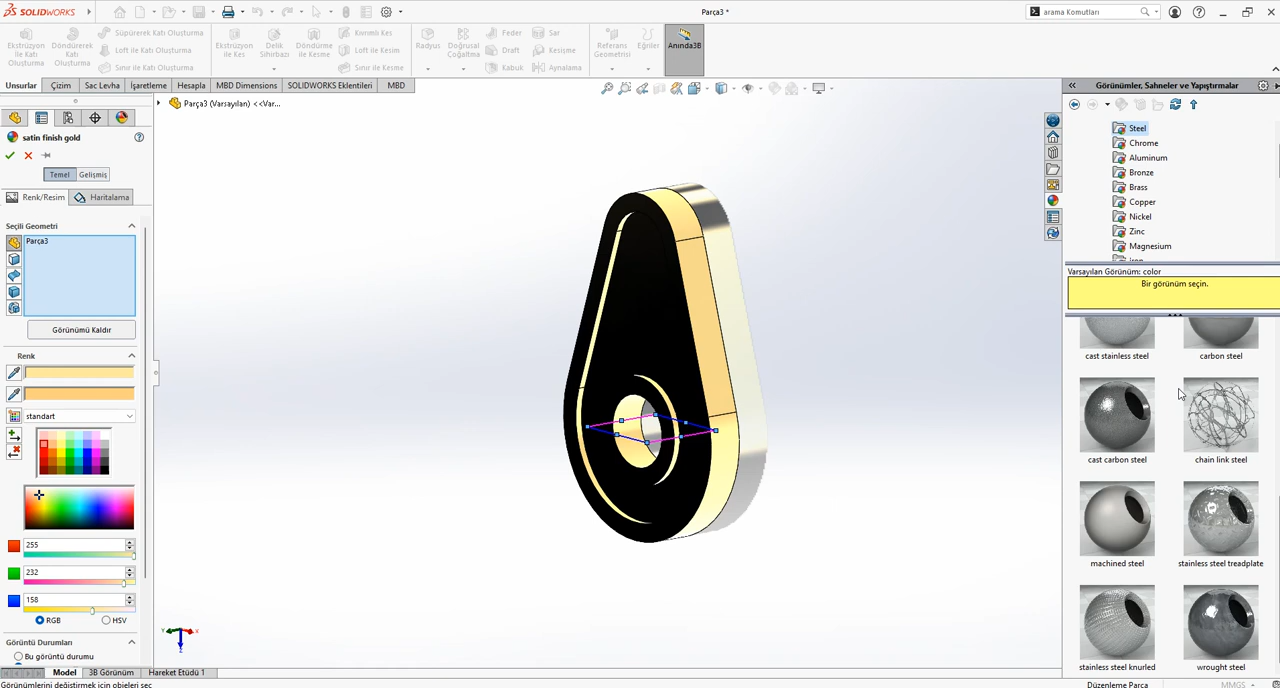 SOLIDWORKS
Parça3 *
arama Komutları
Ekstrüzyon ile Katı Oluşturma
Döndürerek Katı Oluşturma
Süpürerek Katı Oluşturma
Loft ile Katı Oluşturma
Sınır ile Katı Oluşturma
Ekstrüzyon ile Kes
Delik Sihirbazı
Döndürme ile Kesme
Kırımlı Kes
Loft ile Kesim
Sınır ile Kesme
Radyus
Doğrusal Çoğaltma
Feder
Draft
Kabuk
Sar
Kesişme
Aynalama
Referans Geometrisi
Eğriler
Anında3B
Unsurlar
Çizim
Sac Levha
İşaretleme
Hesapla
MBD Dimensions
SOLIDWORKS Eklentileri
MBD
Parça3 (Varsayılan) <<Var...
satin finish gold
Temel
Gelişmiş
Renk/Resim
Haritalama
Seçili Geometri
Parça3
Görünümü Kaldır
Renk
standart
255
232
158
RGB
HSV
Görüntü Durumları
Bu görüntü durumu
Model
3B Görünüm
Hareket Etüdü 1
Görünümlerini değiştirmek için objeleri seç
Görünümler, Sahneler ve Yapıştırmalar
Steel
Chrome
Aluminum
Bronze
Brass
Copper
Nickel
Zinc
Magnesium
iron
Varsayılan Görünüm: color
Bir görünüm seçin.
cast stainless steel
carbon steel
cast carbon steel
chain link steel
machined steel
stainless steel treadplate
stainless steel knurled
wrought steel
Düzenleme Parca
MMGS